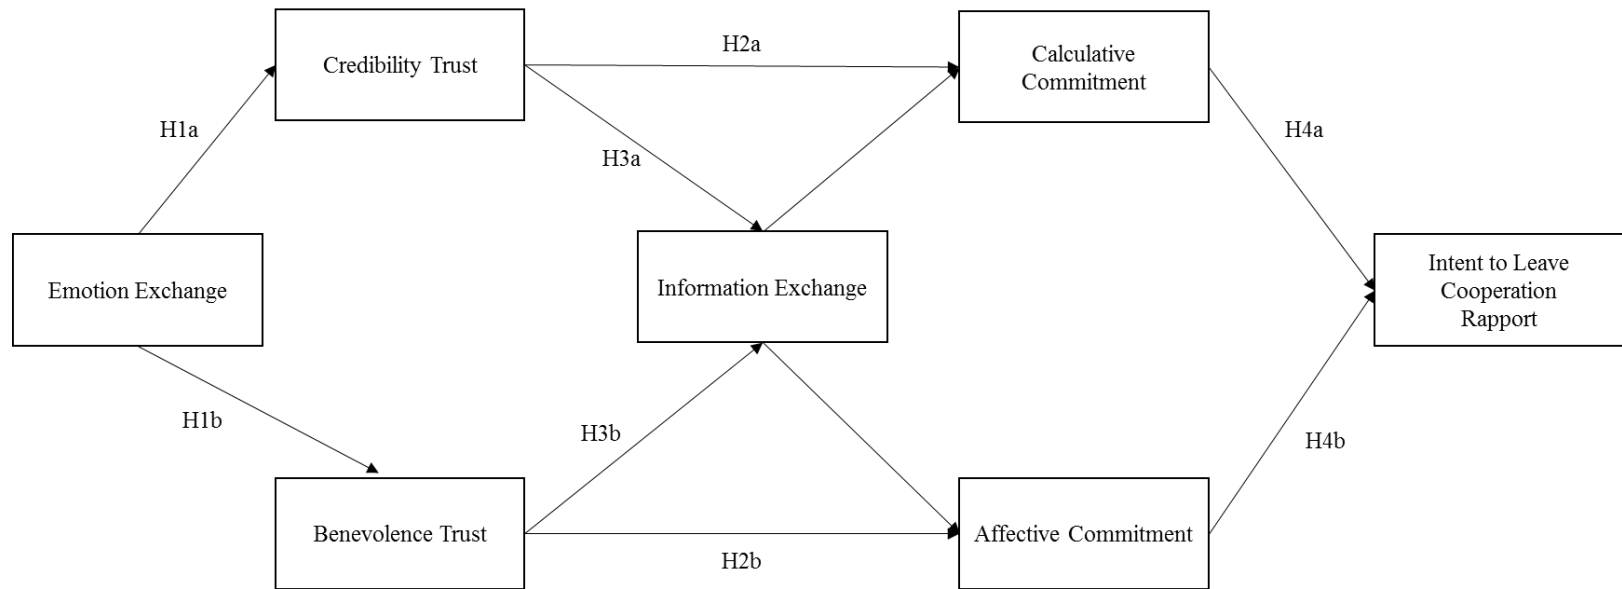 Credibility Trust
H2a
Calculative
Commitment
H1a
H3a
H4a
Emotion Exchange
Information Exchange
Intent to Leave
Cooperation
Rapport
H1b
H3b
H4b
Benevolence Trust
H2b
Affective Commitment